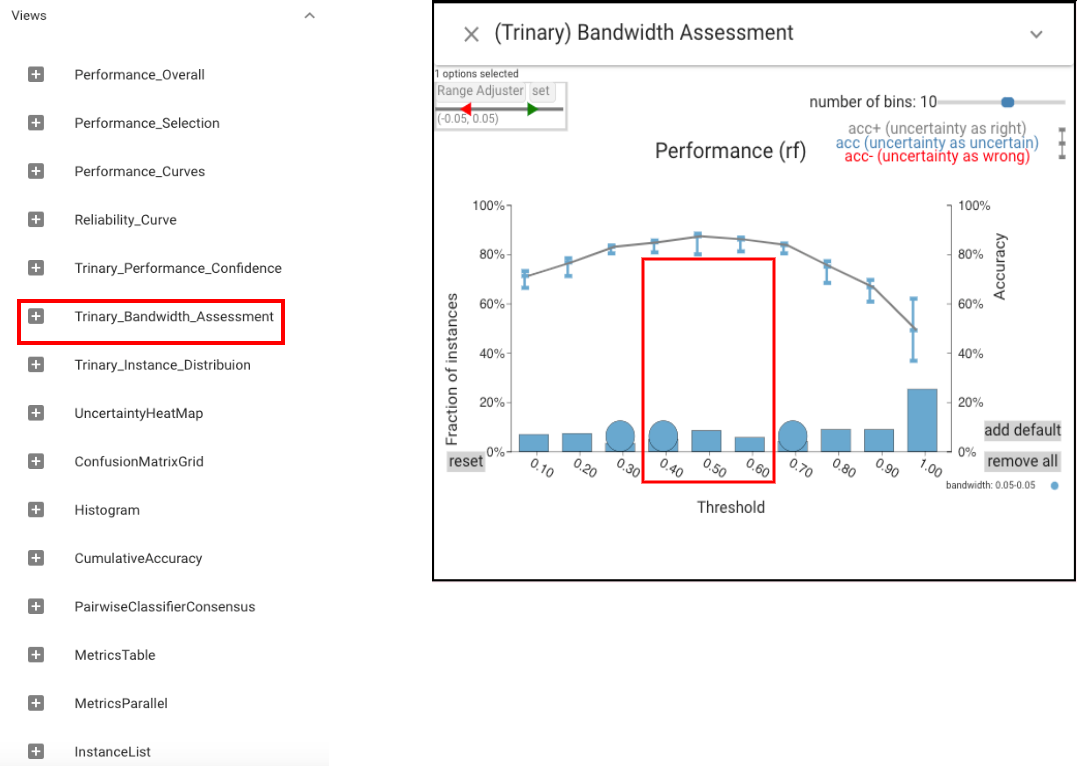 Views
Performance_Overall
Performance_Selection
Performance_Curves
Reliability_Curve
Trinary_Performance_Confidence
Trinary_Bandwidth_Assessment
Trinary_Instance_Distribuion
UncertaintyHeatMap
ConfusionMatrixGrid
Histogram
CumulativeAccuracy
PairwiseClassifierConsensus
MetricsTable
MetricsParallel
InstanceList
(Trinary) Bandwidth Assessment
1 options selected
Range Adjuster set
(-0.05, 0.05)
number of bins: 10
acc+ (uncertainty as right)
acc (uncertainty as uncertain)
acc- (uncertainty as wrong)
Performance (rf)
Fraction of instances
100%
80%
60%
40%
20%
0%
100%
80%
60%
40%
20%
0%
Accuracy
0.10 0.20 0.30 0.40 0.50 0.60 0.70 0.80 0.90 1.00
Threshold
reset
add default
remove all
bandwidth: 0.05-0.05